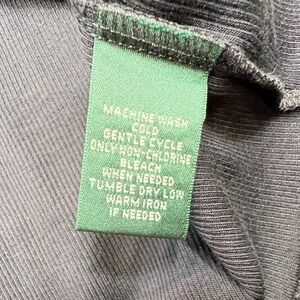 MACHINE WASH
COLD
GENTLE CYCLE
ONLY NON-CHLORINE
BLEACH
WHEN NEEDED
TUMBLE DRY LOW
WARM IRON
IF NEEDED